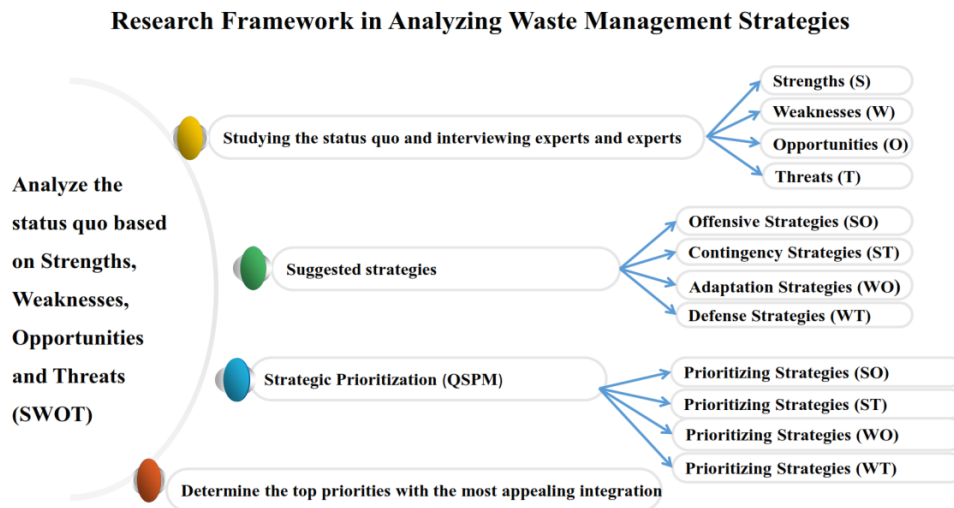 Research Framework in Analyzing Waste Management Strategies
Analyze the
status quo based
on Strengths,
Weaknesses,
Opportunities
and Threats
(SWOT)
Studying the status quo and interviewing experts and experts
Strengths (S)
Weaknesses (W)
Opportunities (O)
Threats (T)
Suggested strategies
Offensive Strategies (SO)
Contingency Strategies (ST)
Adaptation Strategies (WO)
Defense Strategies (WT)
Strategic Prioritization (QSPM)
Prioritizing Strategies (SO)
Prioritizing Strategies (ST)
Prioritizing Strategies (WO)
Prioritizing Strategies (WT)
Determine the top priorities with the most appealing integration